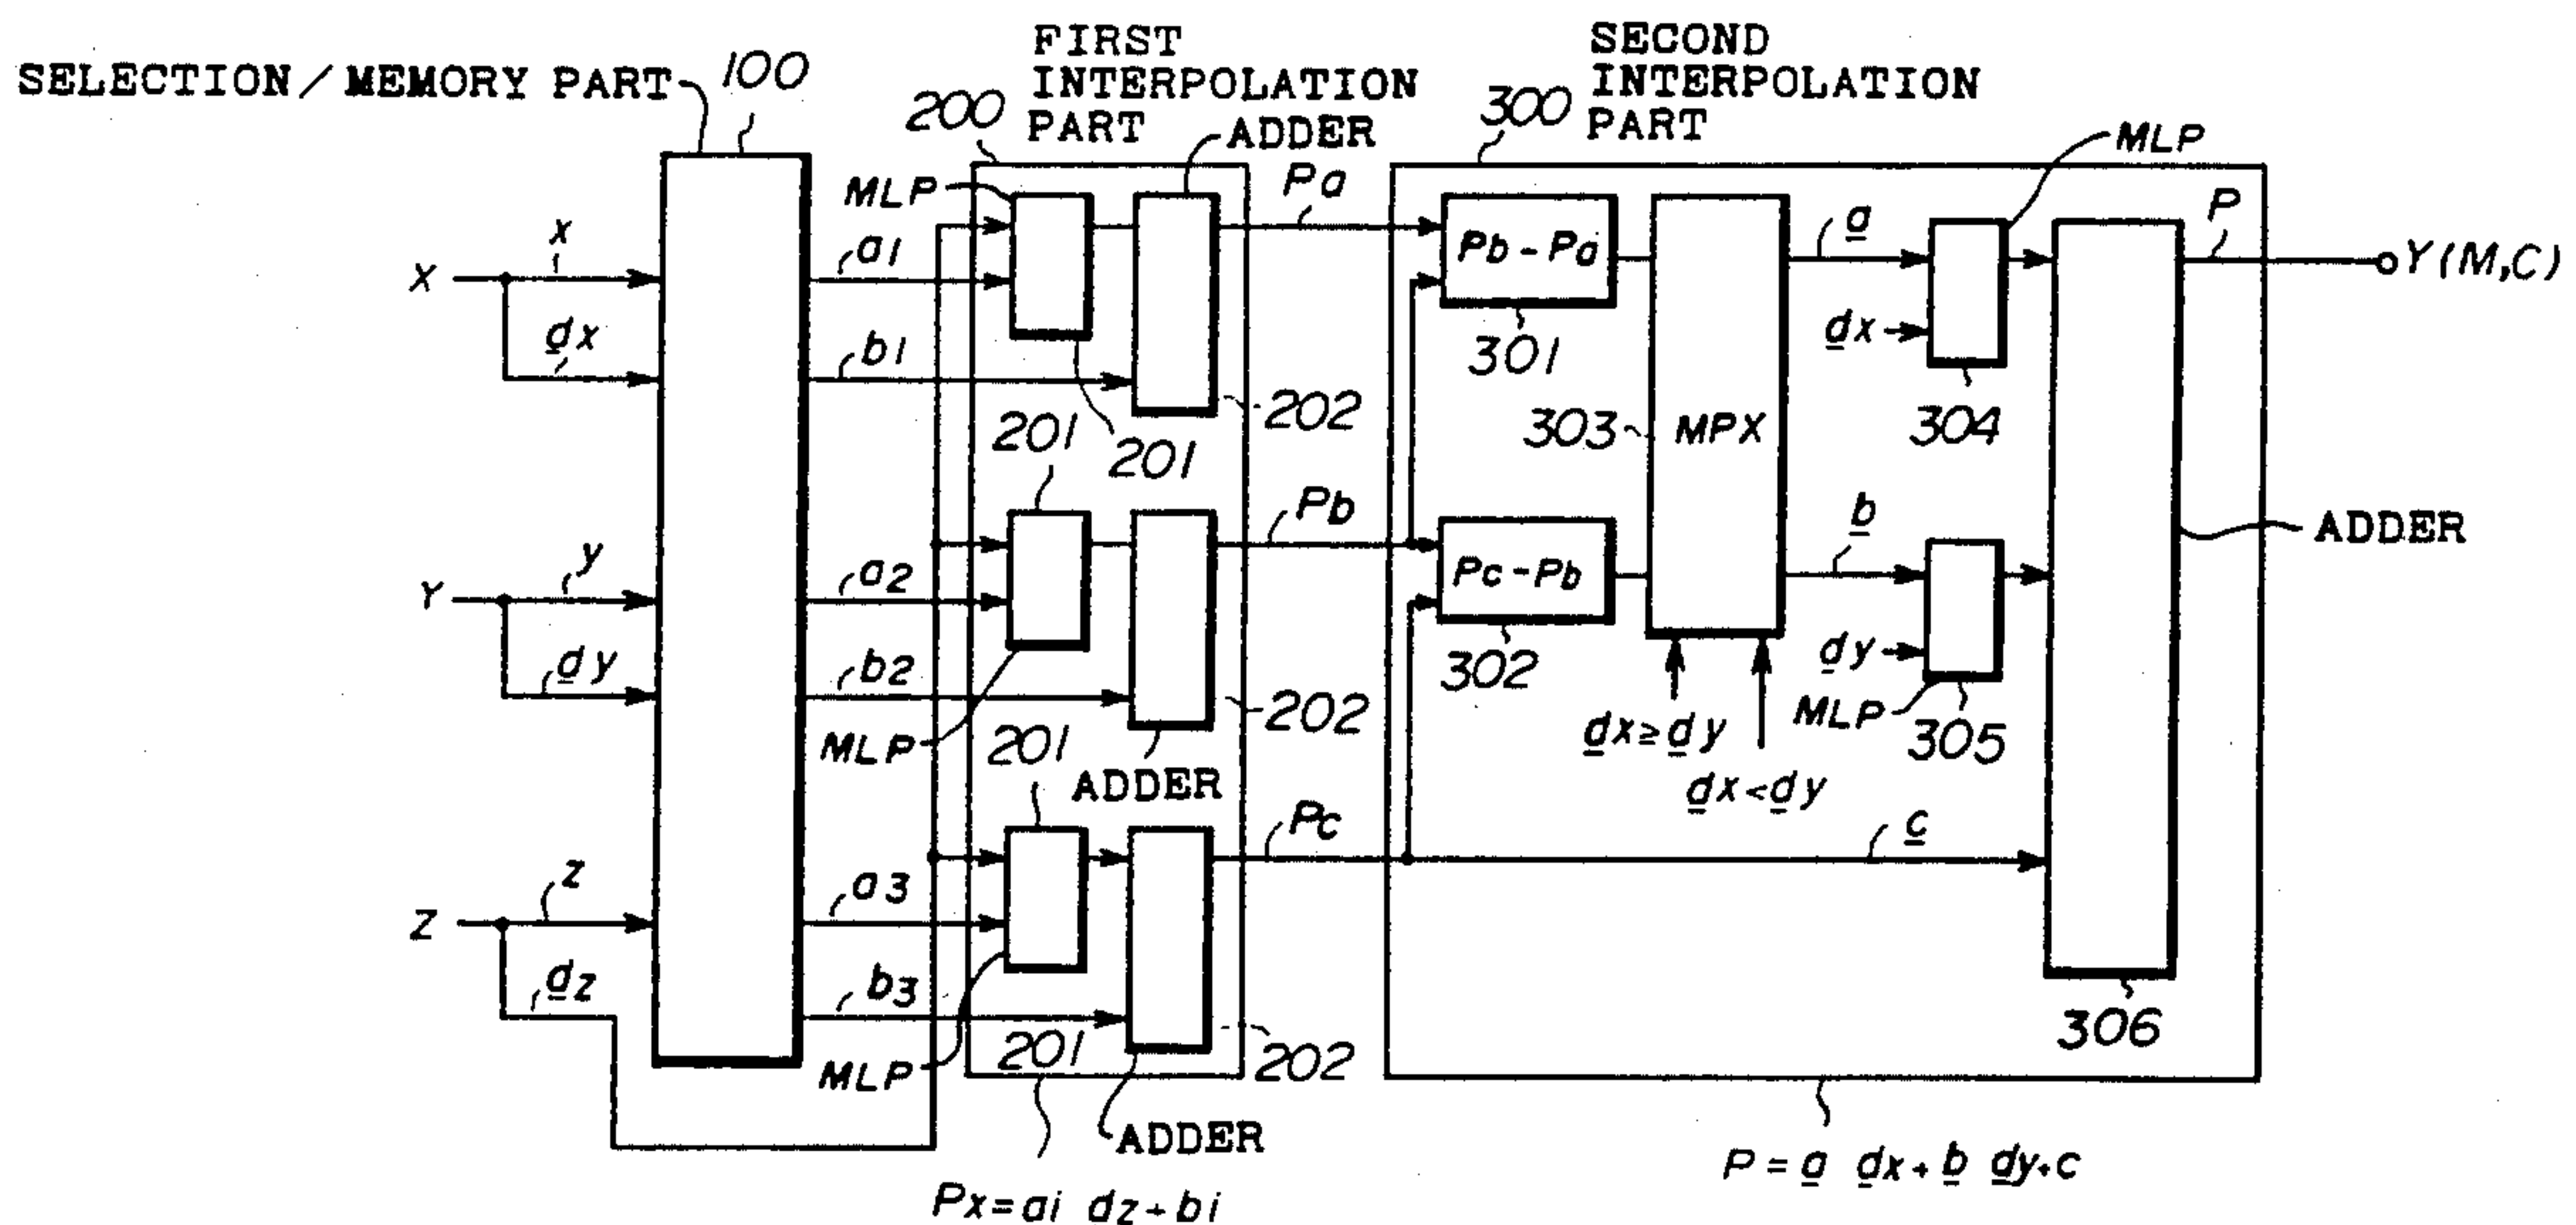 SELECTION / MEMORY PART
100
200
FIRST
INTERPOLATION
PART
ADDER
300
SECOND
INTERPOLATION
PART
MLP
X
x
dx
a1
b1
MLP
201
202
Pa
Pb - Pa
301
303
MPX
a
dx
304
P
Y(M,C)
Y
y
dy
a2
b2
201
MLP
202
ADDER
Pb
Pc - Pb
302
dx≥dy
dx<dy
b
dy
MLP
305
ADDER
Z
z
dz
a3
b3
201
MLP
201
202
ADDER
Pc
c
306
Px=ai dz+bi
P=a dx+b dy+c